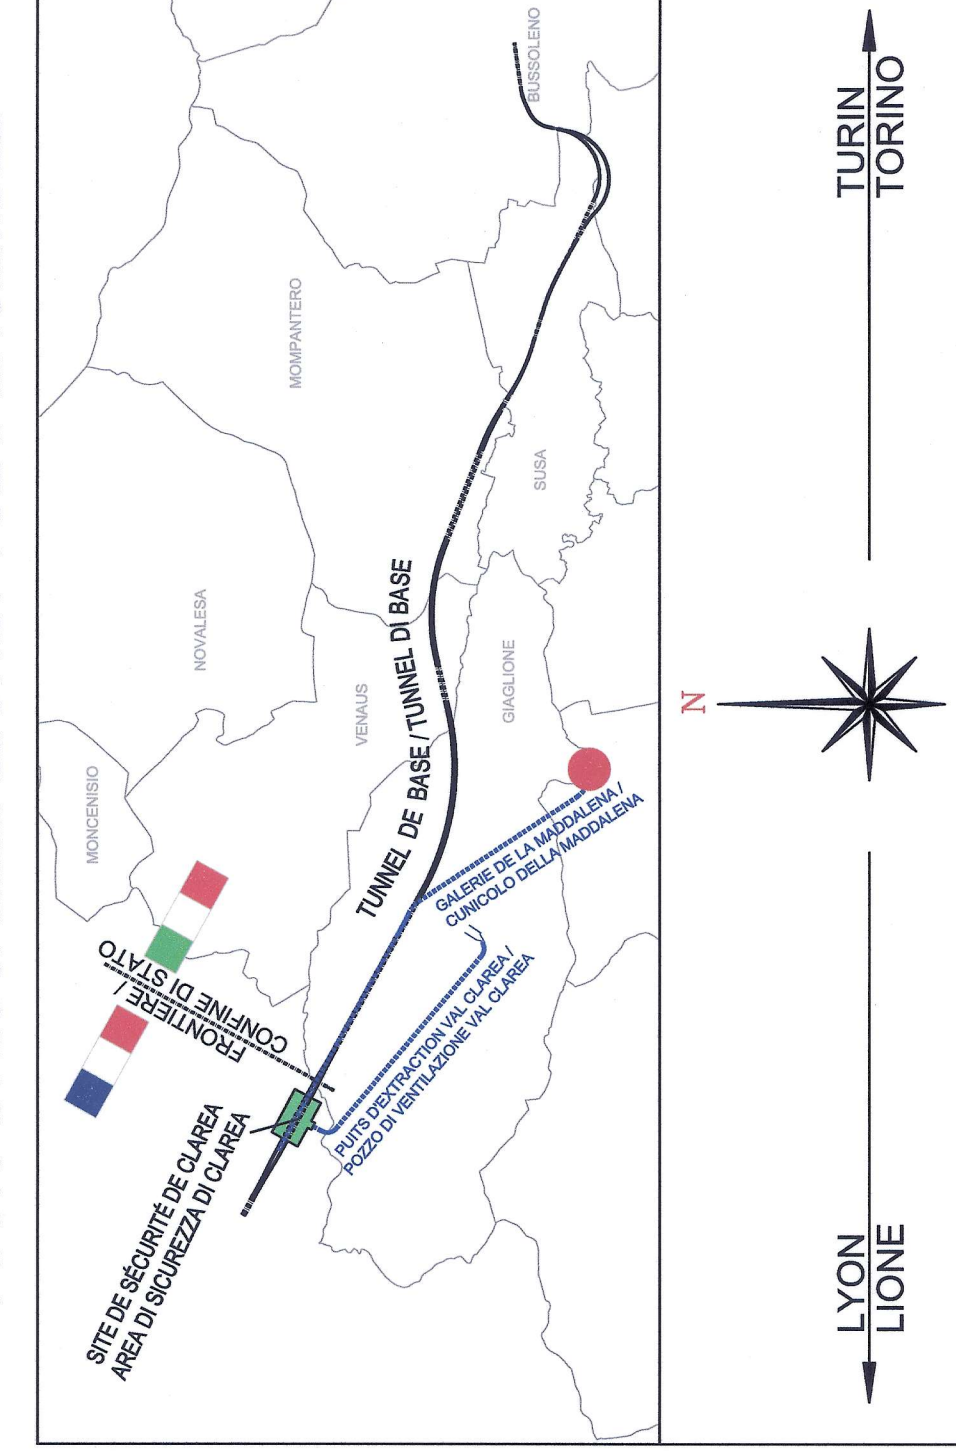 SITE DE SÉCURITÉ DE CLAREA
AREA DI SICUREZZA DI CLAREA
FRONTIERE /
CONFINE DI STATO
MONCENISIO
NOVALESA
VENAUS
MOMPANTERO
TUNNEL DE BASE / TUNNEL DI BASE
GIAGLIONE
SUSA
BUSSOLENO
PUITS D'EXTRACTION VAL CLAREA /
POZZO DI VENTILAZIONE VAL CLAREA
GALERIE DE LA MADDALENA /
CUNICOLO DELLA MADDALENA
LYON
LIONE
N
TURIN
TORINO